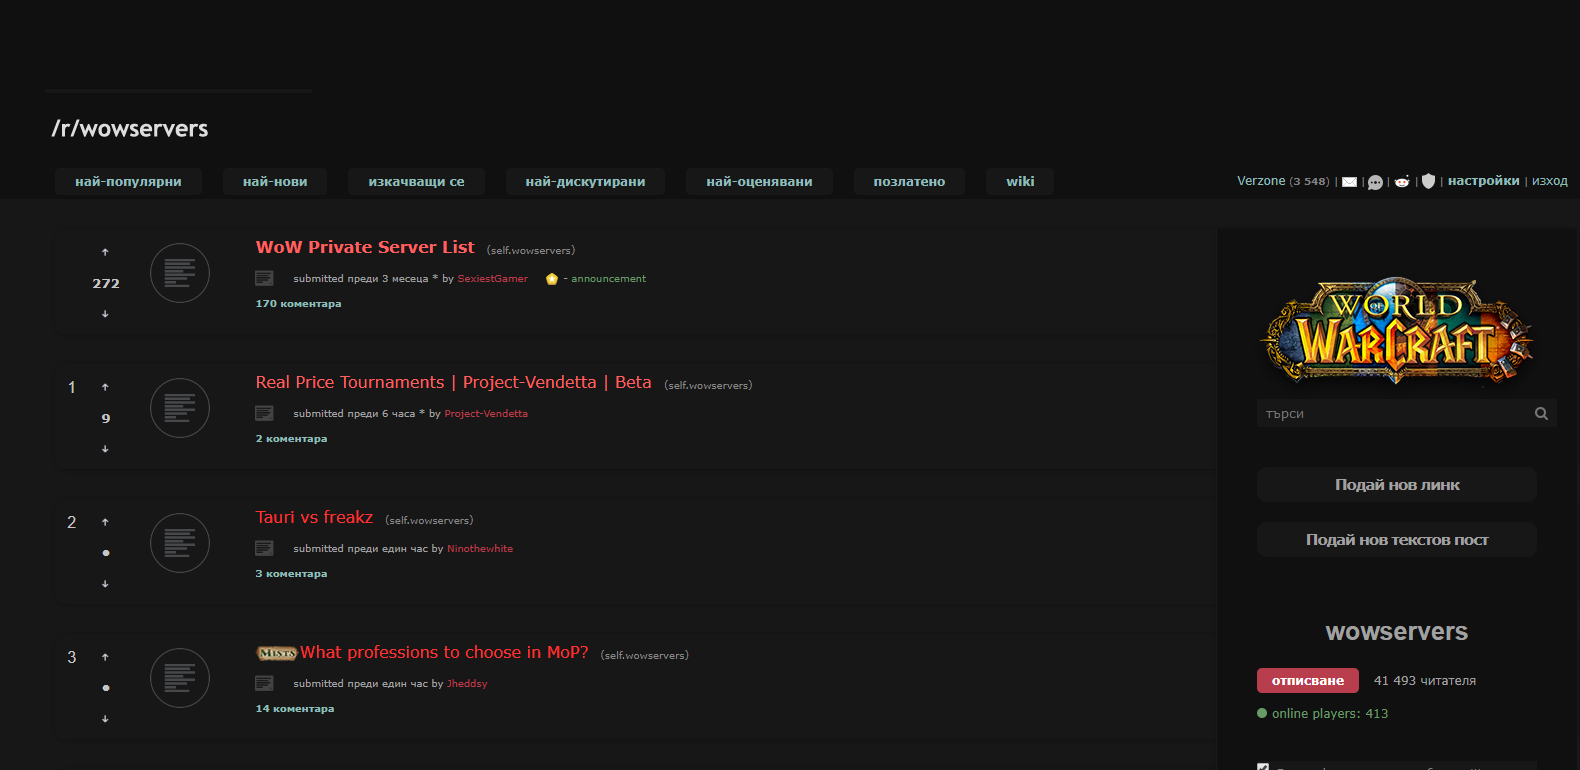 /r/wowservers
най-популярни най-нови изкачващи се най-дискутирани най-оценявани позлатено wiki
Verzone (3 548) | | | | | настройки | изход
WoW Private Server List (self.wowservers)
272
submitted преди 3 месеца * by SexiestGamer - announcement
170 коментара
1
Real Price Tournaments | Project-Vendetta | Beta (self.wowservers)
9
submitted преди 6 часа * by Project-Vendetta
2 коментара
2
Tauri vs freakz (self.wowservers)
•
submitted преди един час by Ninothewhite
3 коментара
3
MISTS What professions to choose in MoP? (self.wowservers)
•
submitted преди един час by Jheddsy
14 коментара
WORLD OF WARCRAFT
търси
Подай нов линк
Подай нов текстов пост
wowservers
отписване 41 493 читателя
online players: 413